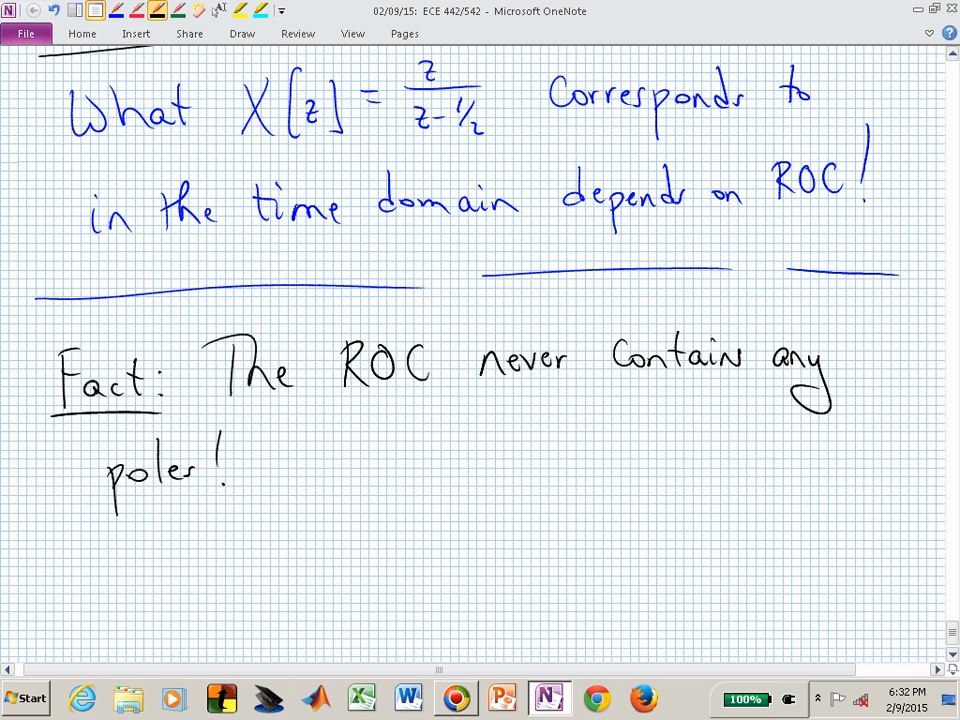 02/09/15: ECE 442/542 - Microsoft OneNote
File Home Insert Share Draw Review View Pages
What X[z] = z / z - 1/2 Corresponds to
in the time domain depends on ROC!
Fact: The ROC never contain any
poles!
Start 100% 6:32 PM
2/9/2015